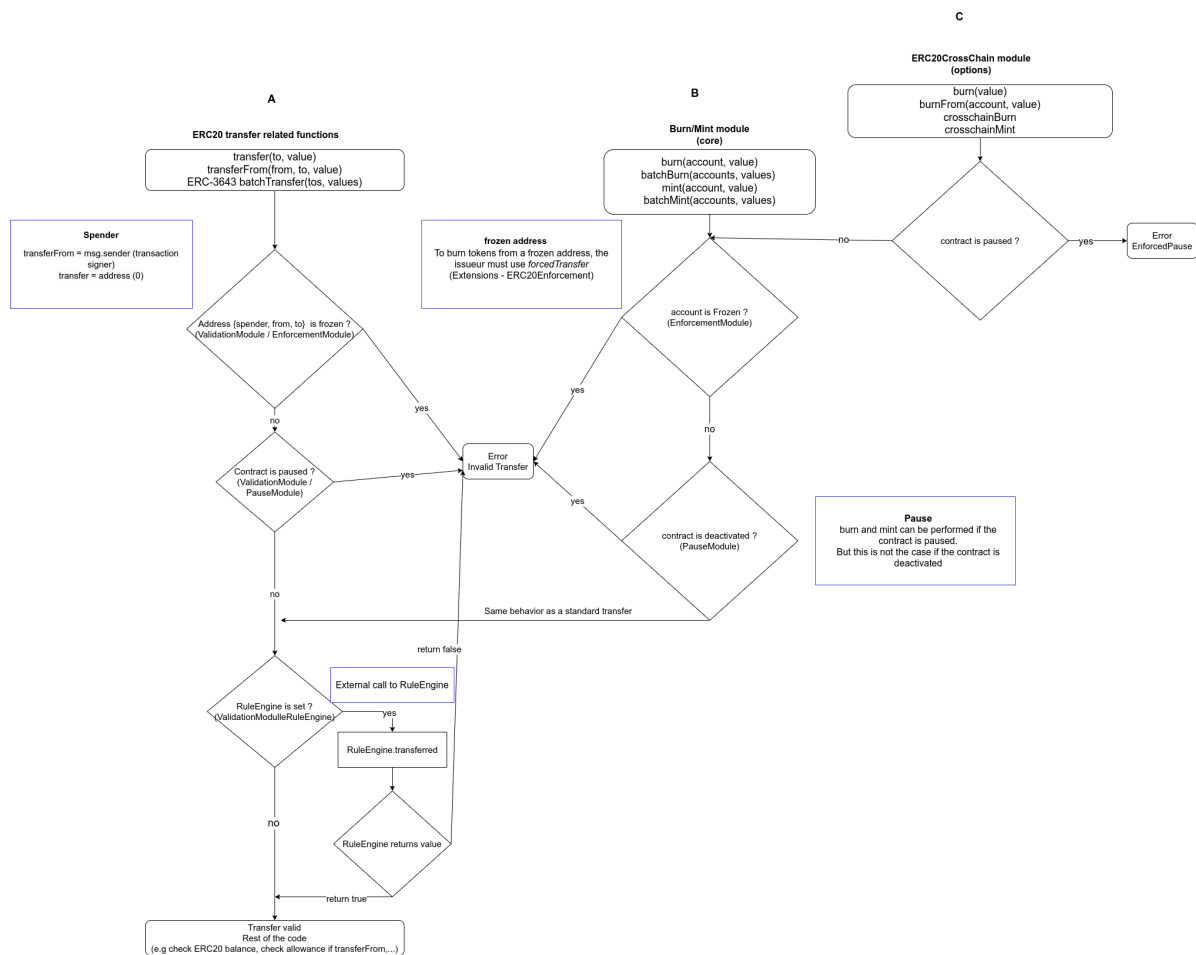 C
ERC20CrossChain module
(options)
burn(value)
burnFrom(account, value)
crosschainBurn
crosschainMint
A
B
ERC20 transfer related functions
Burn/Mint module
(core)
transfer(to, value)
transferFrom(from, to, value)
ERC-3643 batchTransfer(tos, values)
burn(account, value)
batchBurn(accounts, values)
mint(account, value)
batchMint(accounts, values)
Spender
transferFrom = msg.sender (transaction
signer)
transfer = address (0)
frozen address
To burn tokens from a frozen address, the
issueur must use forcedTransfer
(Extensions - ERC20Enforcement)
no
contract is paused ?
yes
Error
EnforcedPause
Address {spender, from, to} is frozen ?
(ValidationModule / EnforcementModule)
account is Frozen ?
(EnforcementModule)
yes
yes
no
no
Contract is paused ?
(ValidationModule /
PauseModule)
yes
Error
Invalid Transfer
yes
contract is deactivated ?
(PauseModule)
Pause
burn and mint can be performed if the
contract is paused.
But this is not the case if the contract is
deactivated
no
Same behavior as a standard transfer
return false
External call to RuleEngine
RuleEngine is set ?
(ValidationModulleRuleEngine)
yes
RuleEngine.transferred
no
RuleEngine returns value
return true
Transfer valid
Rest of the code
(e.g check ERC20 balance, check allowance if transferFrom,...)